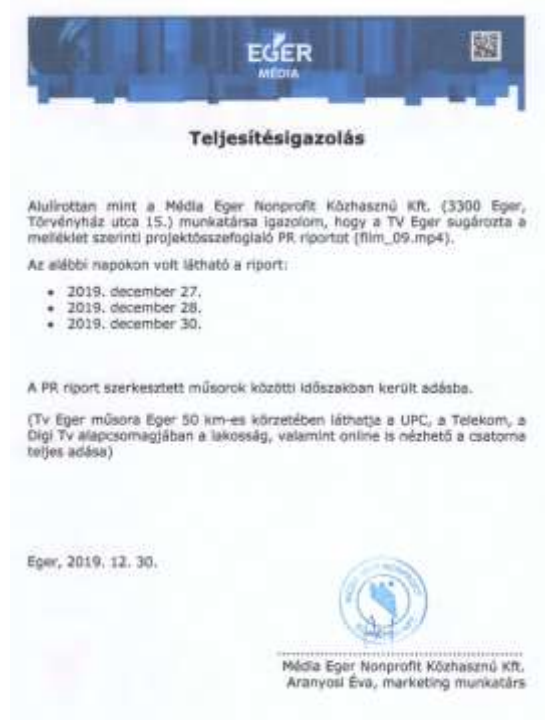 EGER
MÉDIA
Teljesítésigazolás
Alulírottan mint a Média Eger Nonprofit Közhasznú Kft. (3300 Eger,
Törvényház utca 15.) munkatársa igazolom, hogy a TV Eger sugározta a
melléklet szerinti projektösszefoglaló PR riportot (film_09.mp4).
Az alábbi napokon volt látható a riport:
• 2019. december 27.
• 2019. december 28.
• 2019. december 30.
A PR riport szerkesztett műsorok közötti időszakban került adásba.
(Tv Eger műsora Eger 50 km-es körzetében láthatja a UPC, a Telekom, a
Digi Tv alapcsomagjában a lakosság, valamint online is nézhető a csatorna
teljes adása)
Eger, 2019. 12. 30.
Média Eger Nonprofit Közhasznú Kft.
Aranyosi Éva, marketing munkatárs